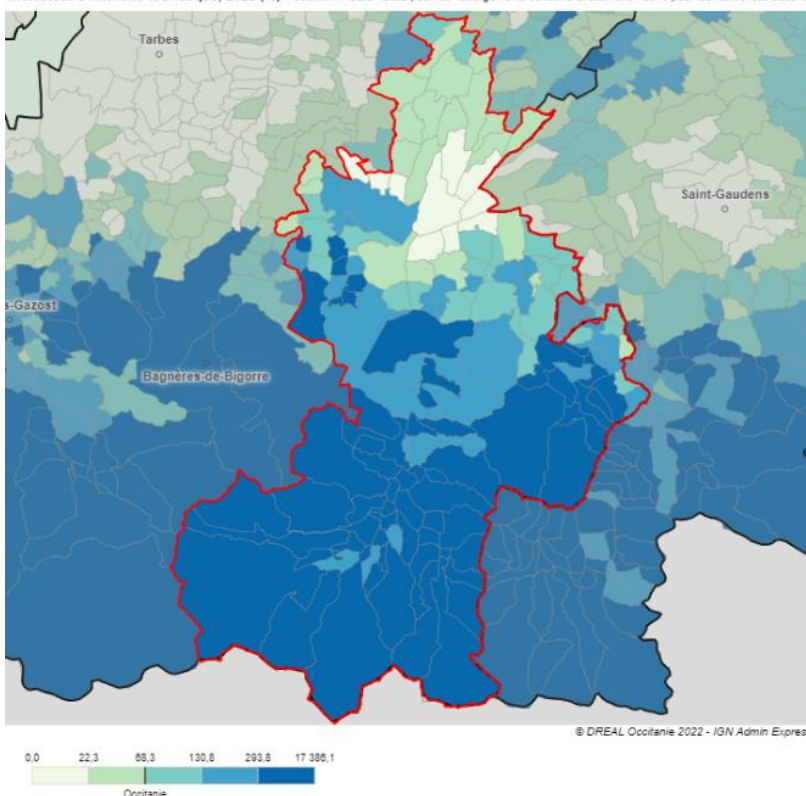 Tarbes
Saint-Gaudens
s-Gazost
Bagnères-de-Bigorre
© DREAL Occitanie 2022 - IGN Admin Expres
0,0 22,3 68,3 130,8 293,8 17 386,1
Occitanie